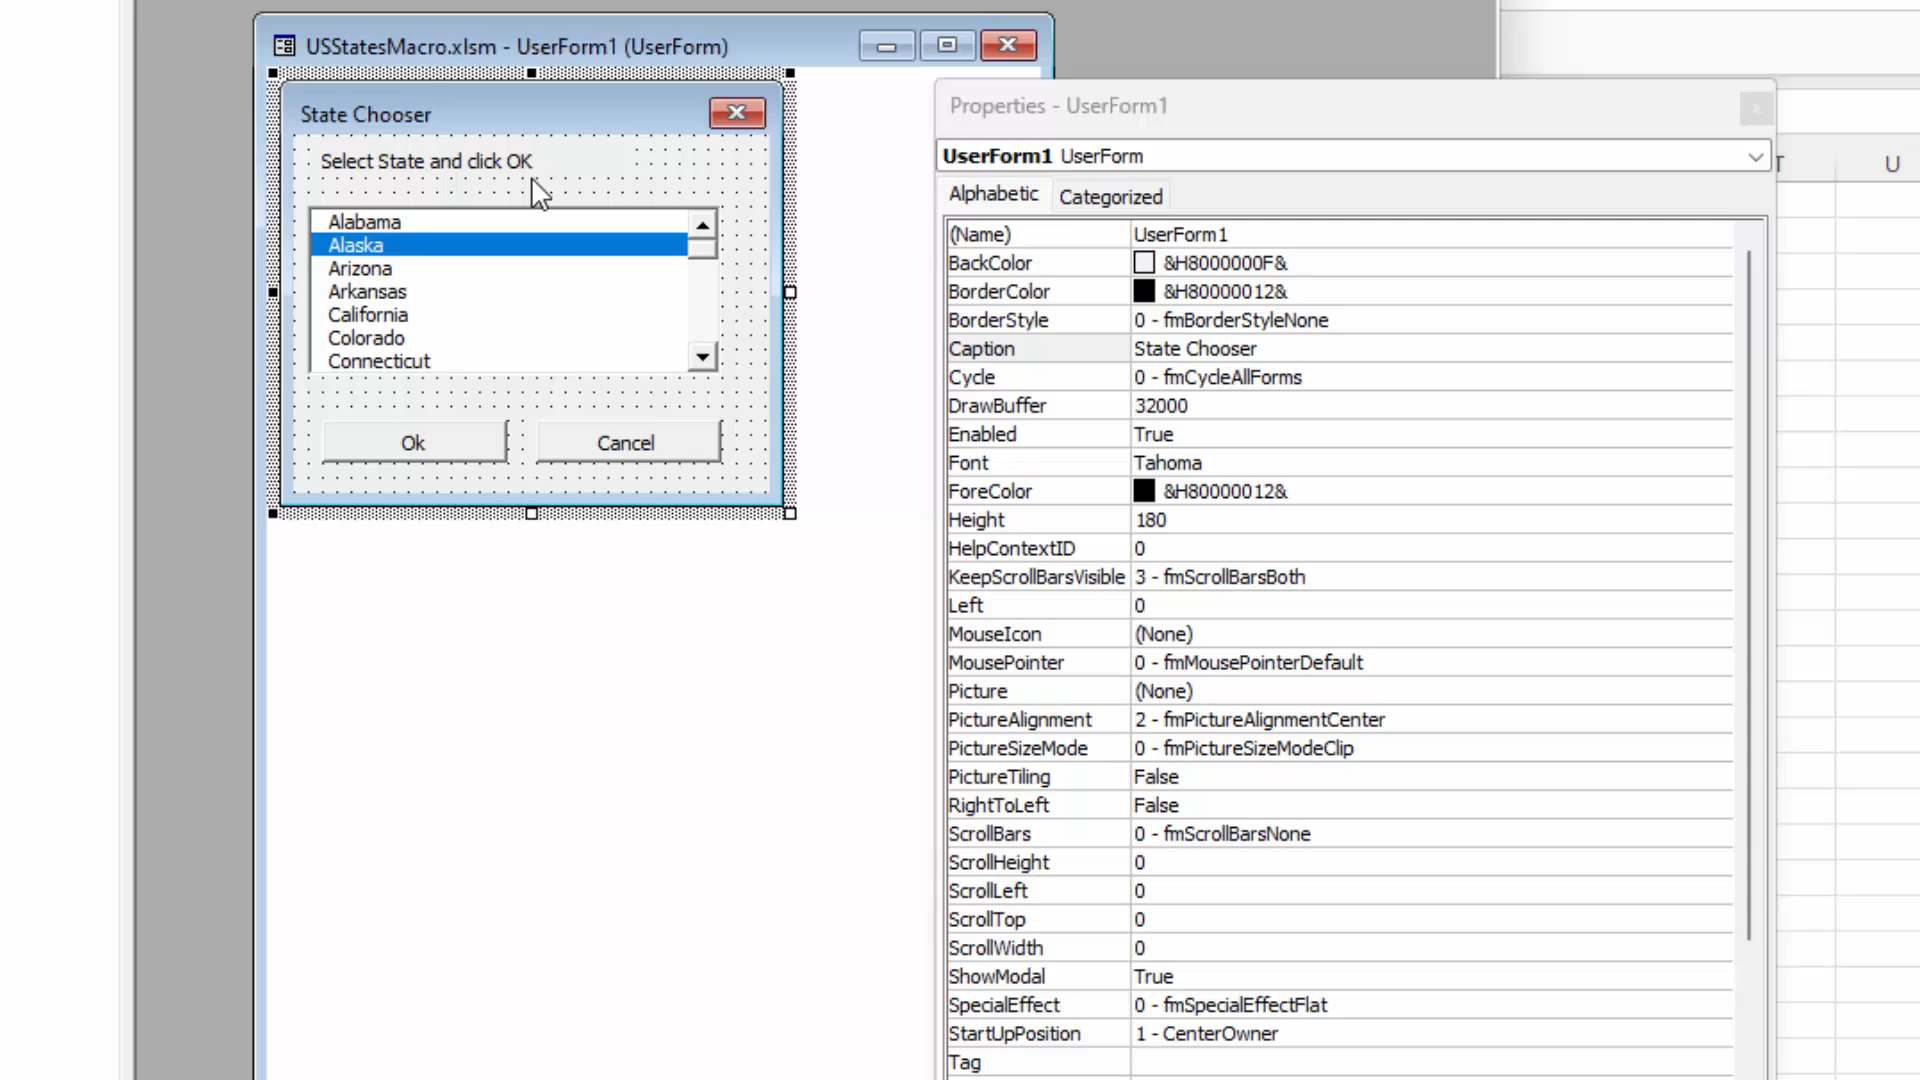 USStatesMacro.xlsm - UserForm1 (UserForm)
State Chooser
Select State and click OK
Alabama
Alaska
Arizona
Arkansas
California
Colorado
Connecticut
Ok Cancel
Properties - UserForm1
UserForm1 UserForm
Alphabetic Categorized
(Name) UserForm1
BackColor &H8000000F&
BorderColor &H80000012&
BorderStyle 0 - fmBorderStyleNone
Caption State Chooser
Cycle 0 - fmCycleAllForms
DrawBuffer 32000
Enabled True
Font Tahoma
ForeColor &H80000012&
Height 180
HelpContextID 0
KeepScrollBarsVisible 3 - fmScrollBarsBoth
Left 0
MouseIcon (None)
MousePointer 0 - fmMousePointerDefault
Picture (None)
PictureAlignment 2 - fmPictureAlignmentCenter
PictureSizeMode 0 - fmPictureSizeModeClip
PictureTiling False
RightToLeft False
ScrollBars 0 - fmScrollBarsNone
ScrollHeight 0
ScrollLeft 0
ScrollTop 0
ScrollWidth 0
ShowModal True
SpecialEffect 0 - fmSpecialEffectFlat
StartUpPosition 1 - CenterOwner
Tag
T U